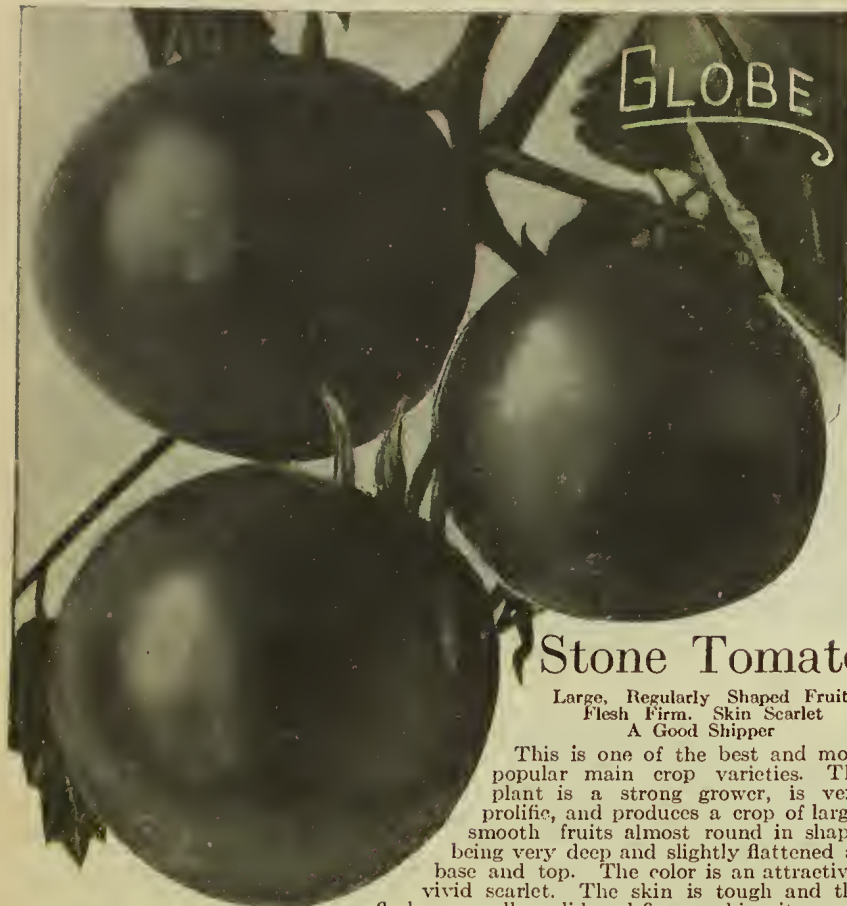 GLOBE
Stone Tomato
Large, Regularly Shaped Fruit
Flesh Firm. Skin Scarlet
A Good Shipper
This is one of the best and mo
popular main crop varieties. Th
plant is a strong grower, is ver
prolific, and produces a crop of larg
smooth fruits almost round in shap
being very deep and slightly flattened a
base and top. The color is an attractiv
vivid scarlet. The skin is tough and th